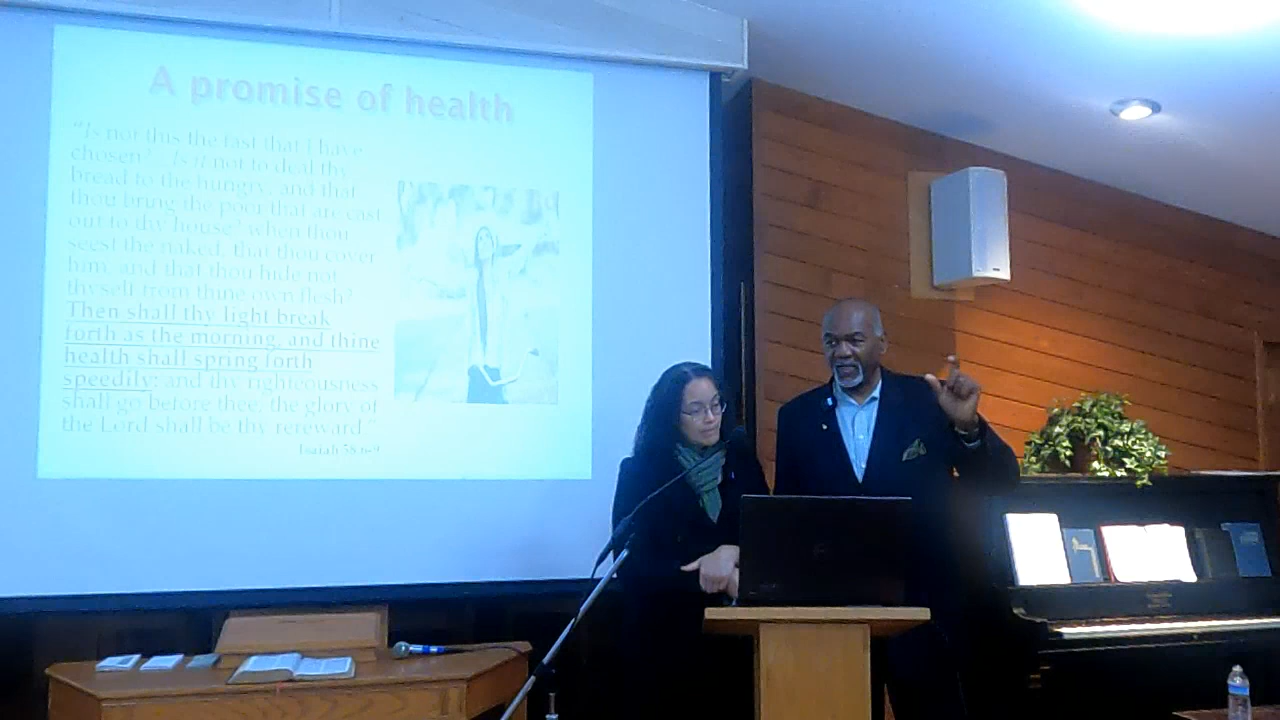 A promise of health
"Is not this the fast that I have
chosen? Is it not to deal thy
bread to the hungry, and that
thou bring the poor that are cast
out to thy house? when thou
seest the naked, that thou cover
him; and that thou hide not
thyself from thine own flesh?
Then shall thy light break
forth as the morning, and thine
health shall spring forth
speedily: and thy righteousness
shall go before thee; the glory of
the Lord shall be thy rereward."
Isaiah 58:6-9